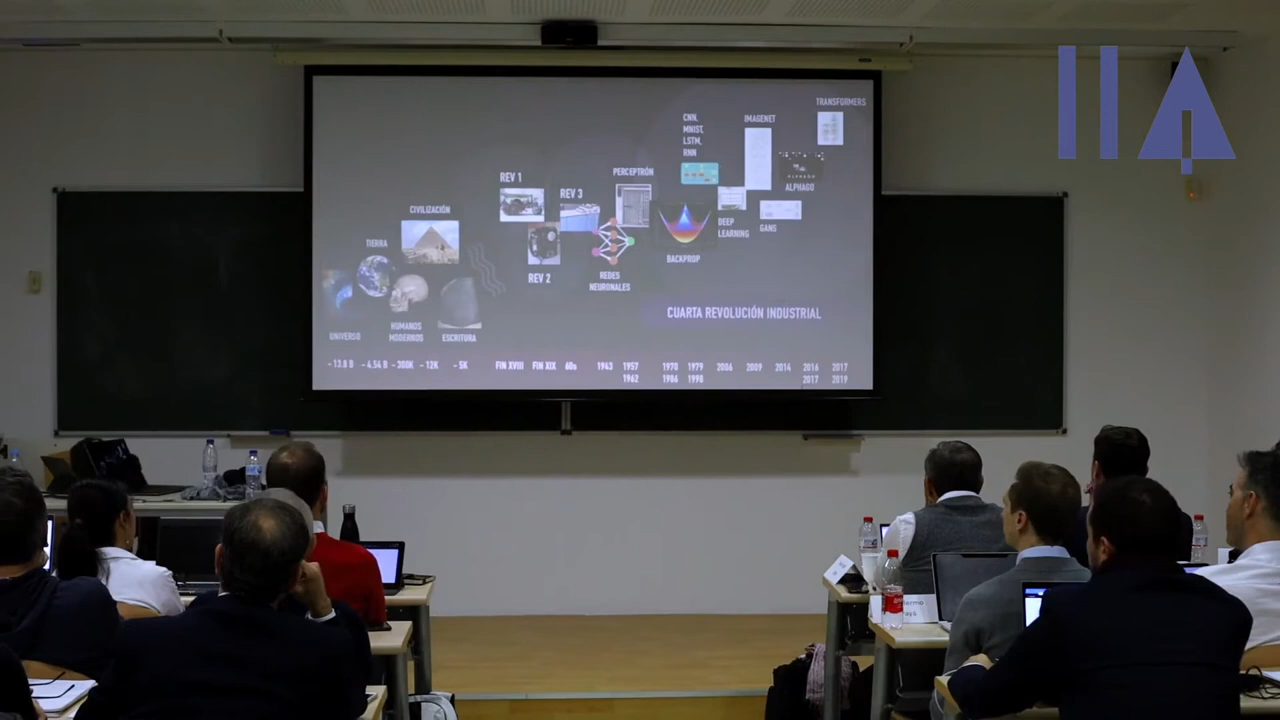 IIA
TRANSFORMERS
CNN,
MNIST,
LSTM,
RNN
IMAGENET
REV 1
REV 3
PERCEPTRÓN
ALPHAGO
ALPHAGO
CIVILIZACIÓN
DEEP
LEARNING
GANS
TIERRA
BACKPROP
REV 2
REDES
NEURONALES
HUMANOS
MODERNOS
UNIVERSO
ESCRITURA
CUARTA REVOLUCIÓN INDUSTRIAL
~ 13.8 B ~ 4.54 B ~ 300K ~ 12K ~ 5K FIN XVIII FIN XIX 60s 1943 1957 1970 1979 2006 2009 2014 2016 2017
1962 1986 1998 2017 2019